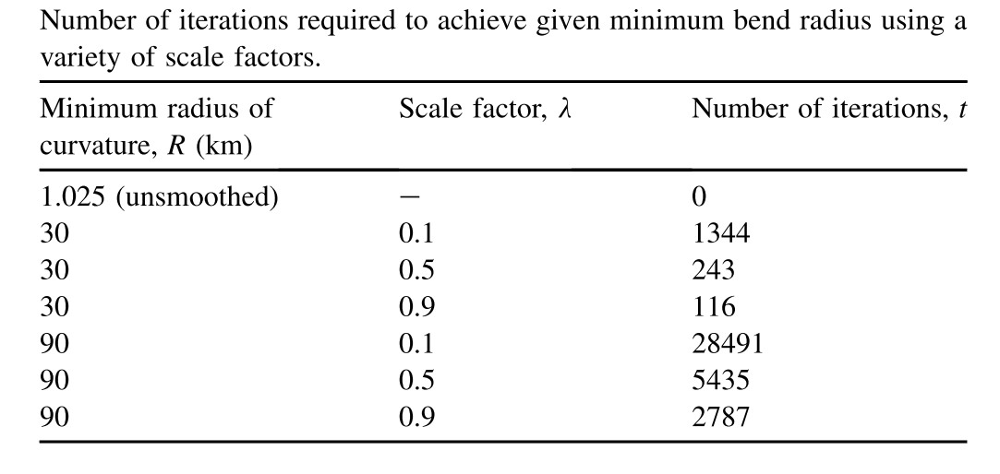 Number of iterations required to achieve given minimum bend radius using a
variety of scale factors.
Minimum radius of Scale factor, λ Number of iterations, t
curvature, R (km)
1.025 (unsmoothed) − 0
30 0.1 1344
30 0.5 243
30 0.9 116
90 0.1 28491
90 0.5 5435
90 0.9 2787